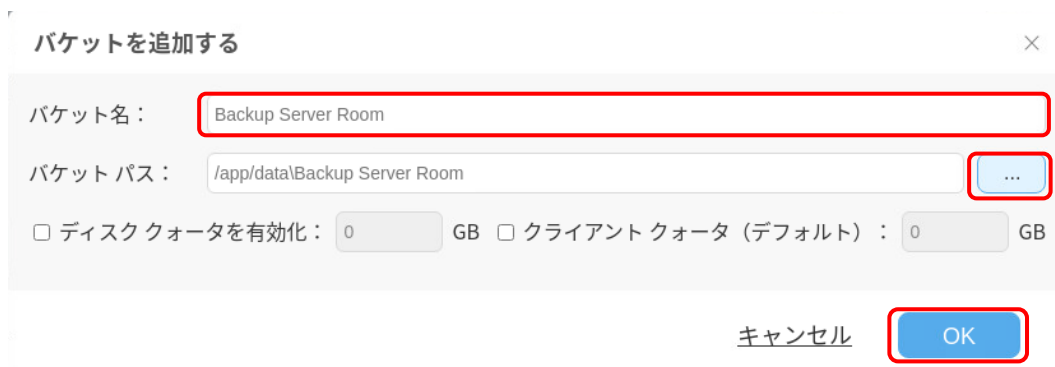 バケットを追加する
バケット名： Backup Server Room
バケット パス： /app/data\Backup Server Room ...
ディスク クォータを有効化： 0 GB クライアント クォータ（デフォルト）： 0 GB
キャンセル OK